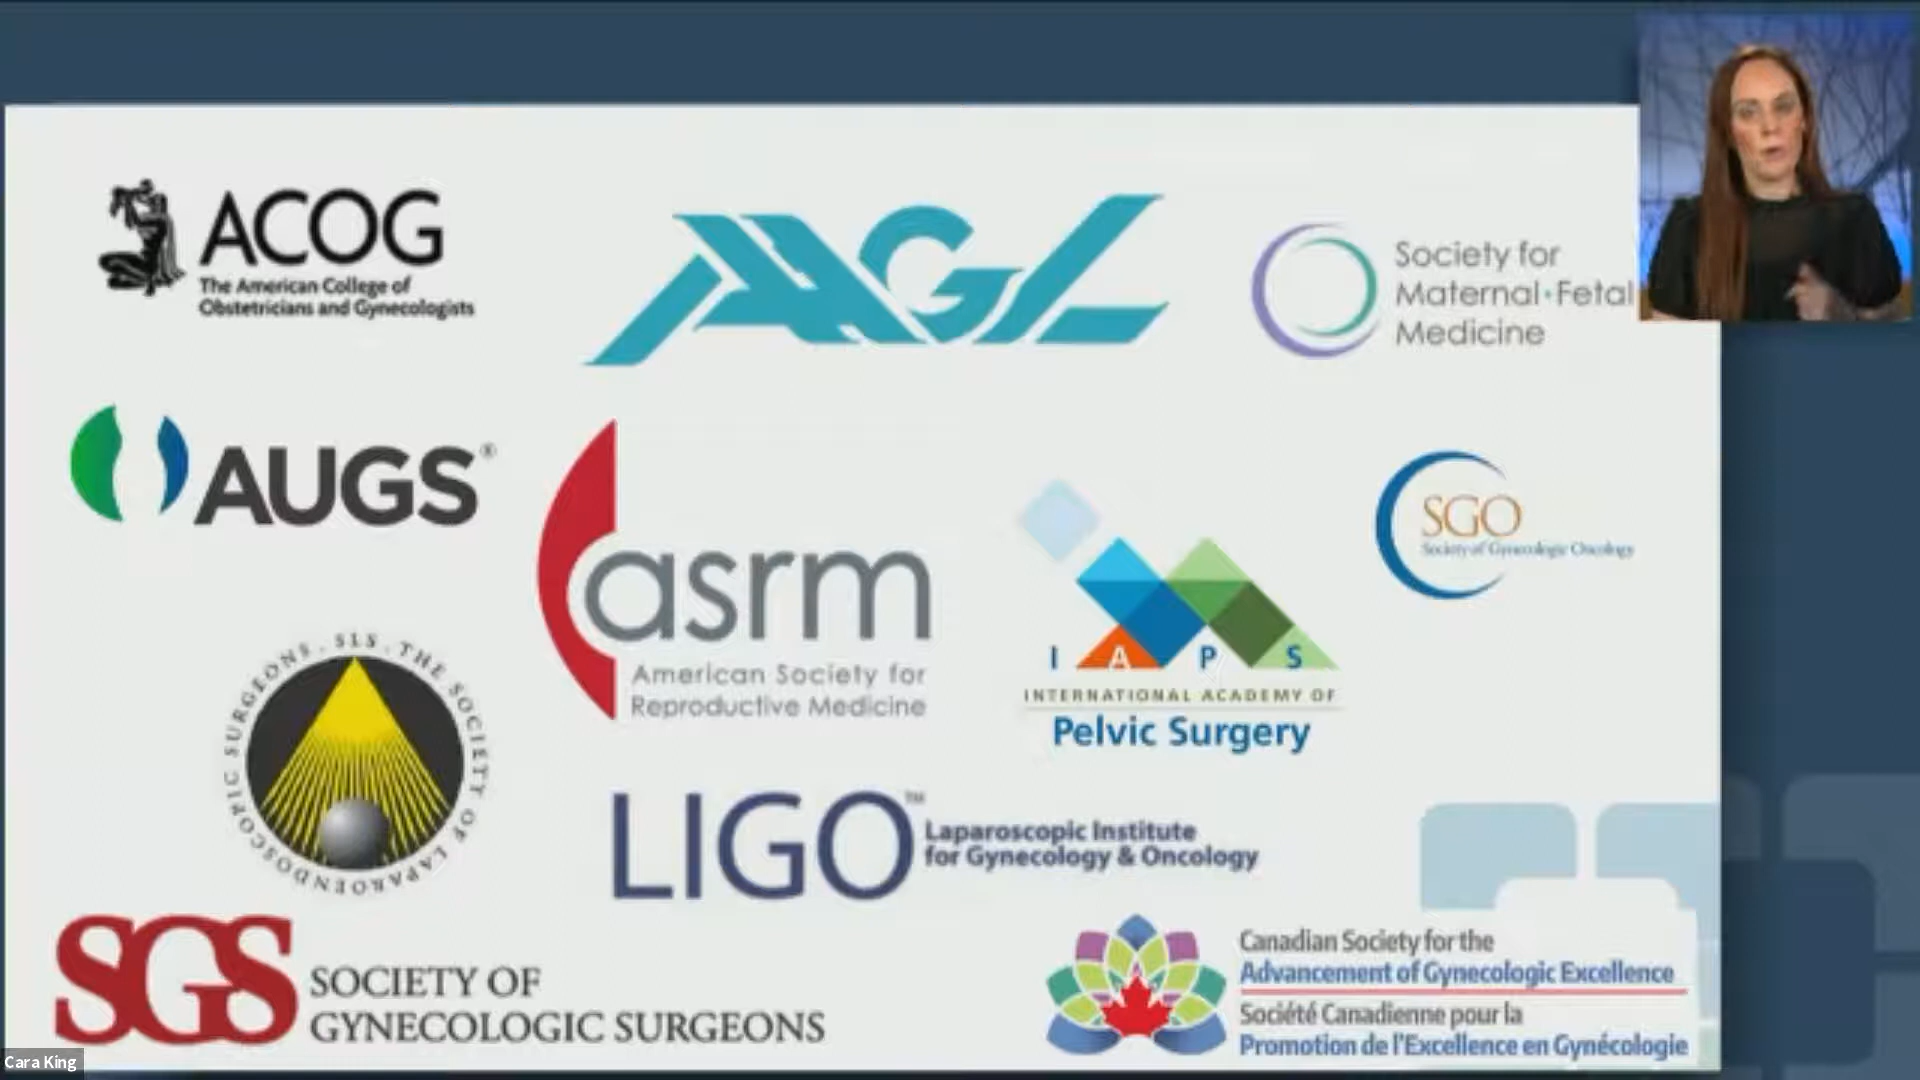 ACOG
The American College of
Obstetricians and Gynecologists
AAGL
Society for
Maternal•Fetal
Medicine
AUGS®
asrm
American Society for
Reproductive Medicine
I A P S
INTERNATIONAL ACADEMY OF
Pelvic Surgery
SGO
Society of Gynecologic Oncology
SLS . THE SOCIETY OF LAPAROENDOSCOPIC SURGEONS .
LIGO™
Laparoscopic Institute
for Gynecology & Oncology
SGS
SOCIETY OF
GYNECOLOGIC SURGEONS
Canadian Society for the
Advancement of Gynecologic Excellence
Société Canadienne pour la
Promotion de l'Excellence en Gynécologie
Cara King